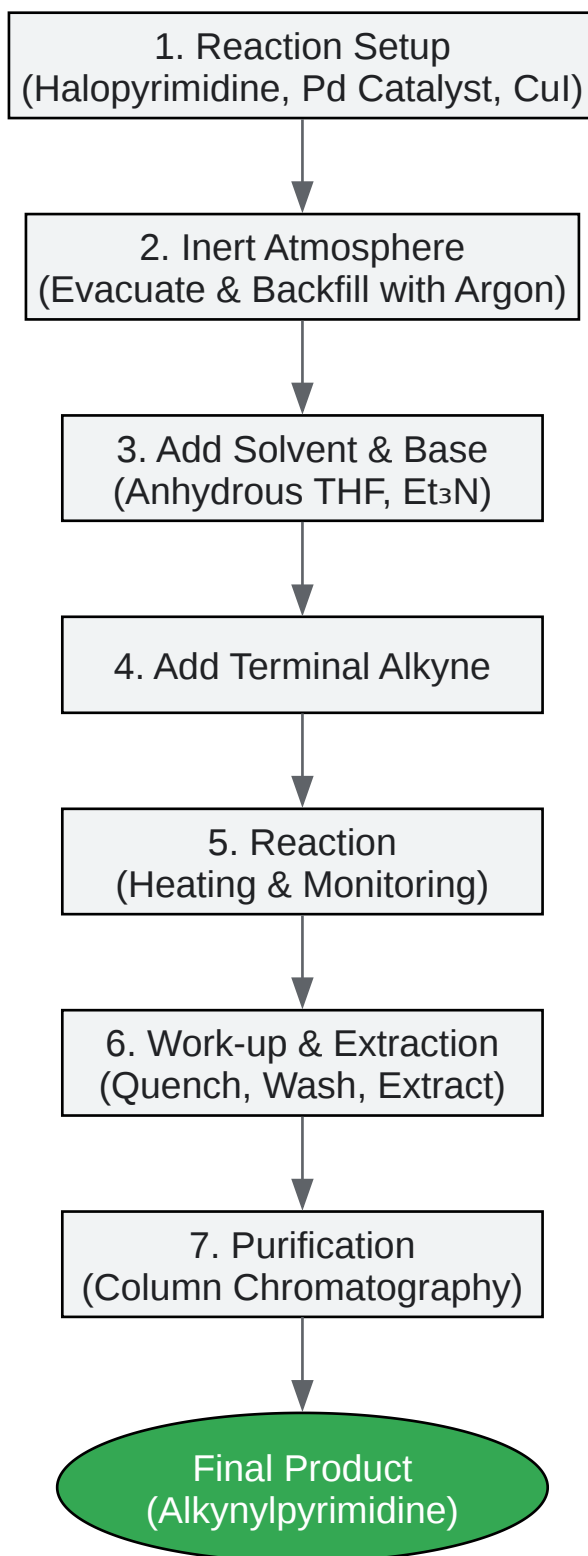 1. Reaction Setup
(Halopyrimidine, Pd Catalyst, CuI)
2. Inert Atmosphere
(Evacuate & Backfill with Argon)
3. Add Solvent & Base
(Anhydrous THF, Et₃N)
4. Add Terminal Alkyne
5. Reaction
(Heating & Monitoring)
6. Work-up & Extraction
(Quench, Wash, Extract)
7. Purification
(Column Chromatography)
Final Product
(Alkynylpyrimidine)